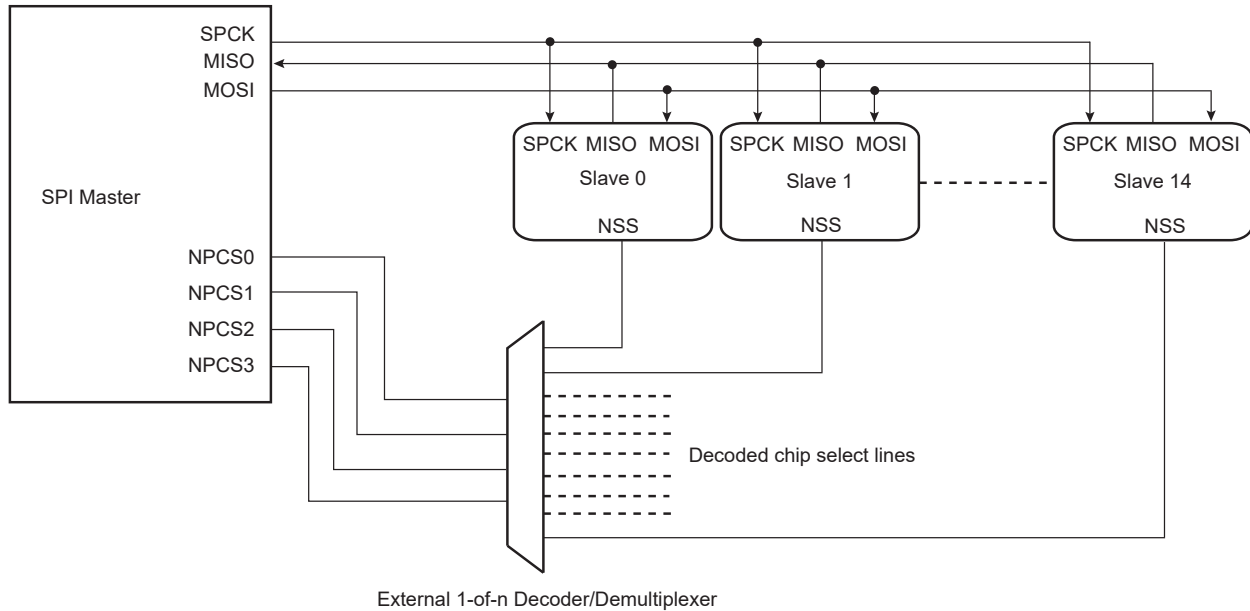 SPCK
MISO
MOSI
SPI Master
NPCS0
NPCS1
NPCS2
NPCS3
SPCK MISO MOSI
Slave 0
NSS
SPCK MISO MOSI
Slave 1
NSS
SPCK MISO MOSI
Slave 14
NSS
Decoded chip select lines
External 1-of-n Decoder/Demultiplexer